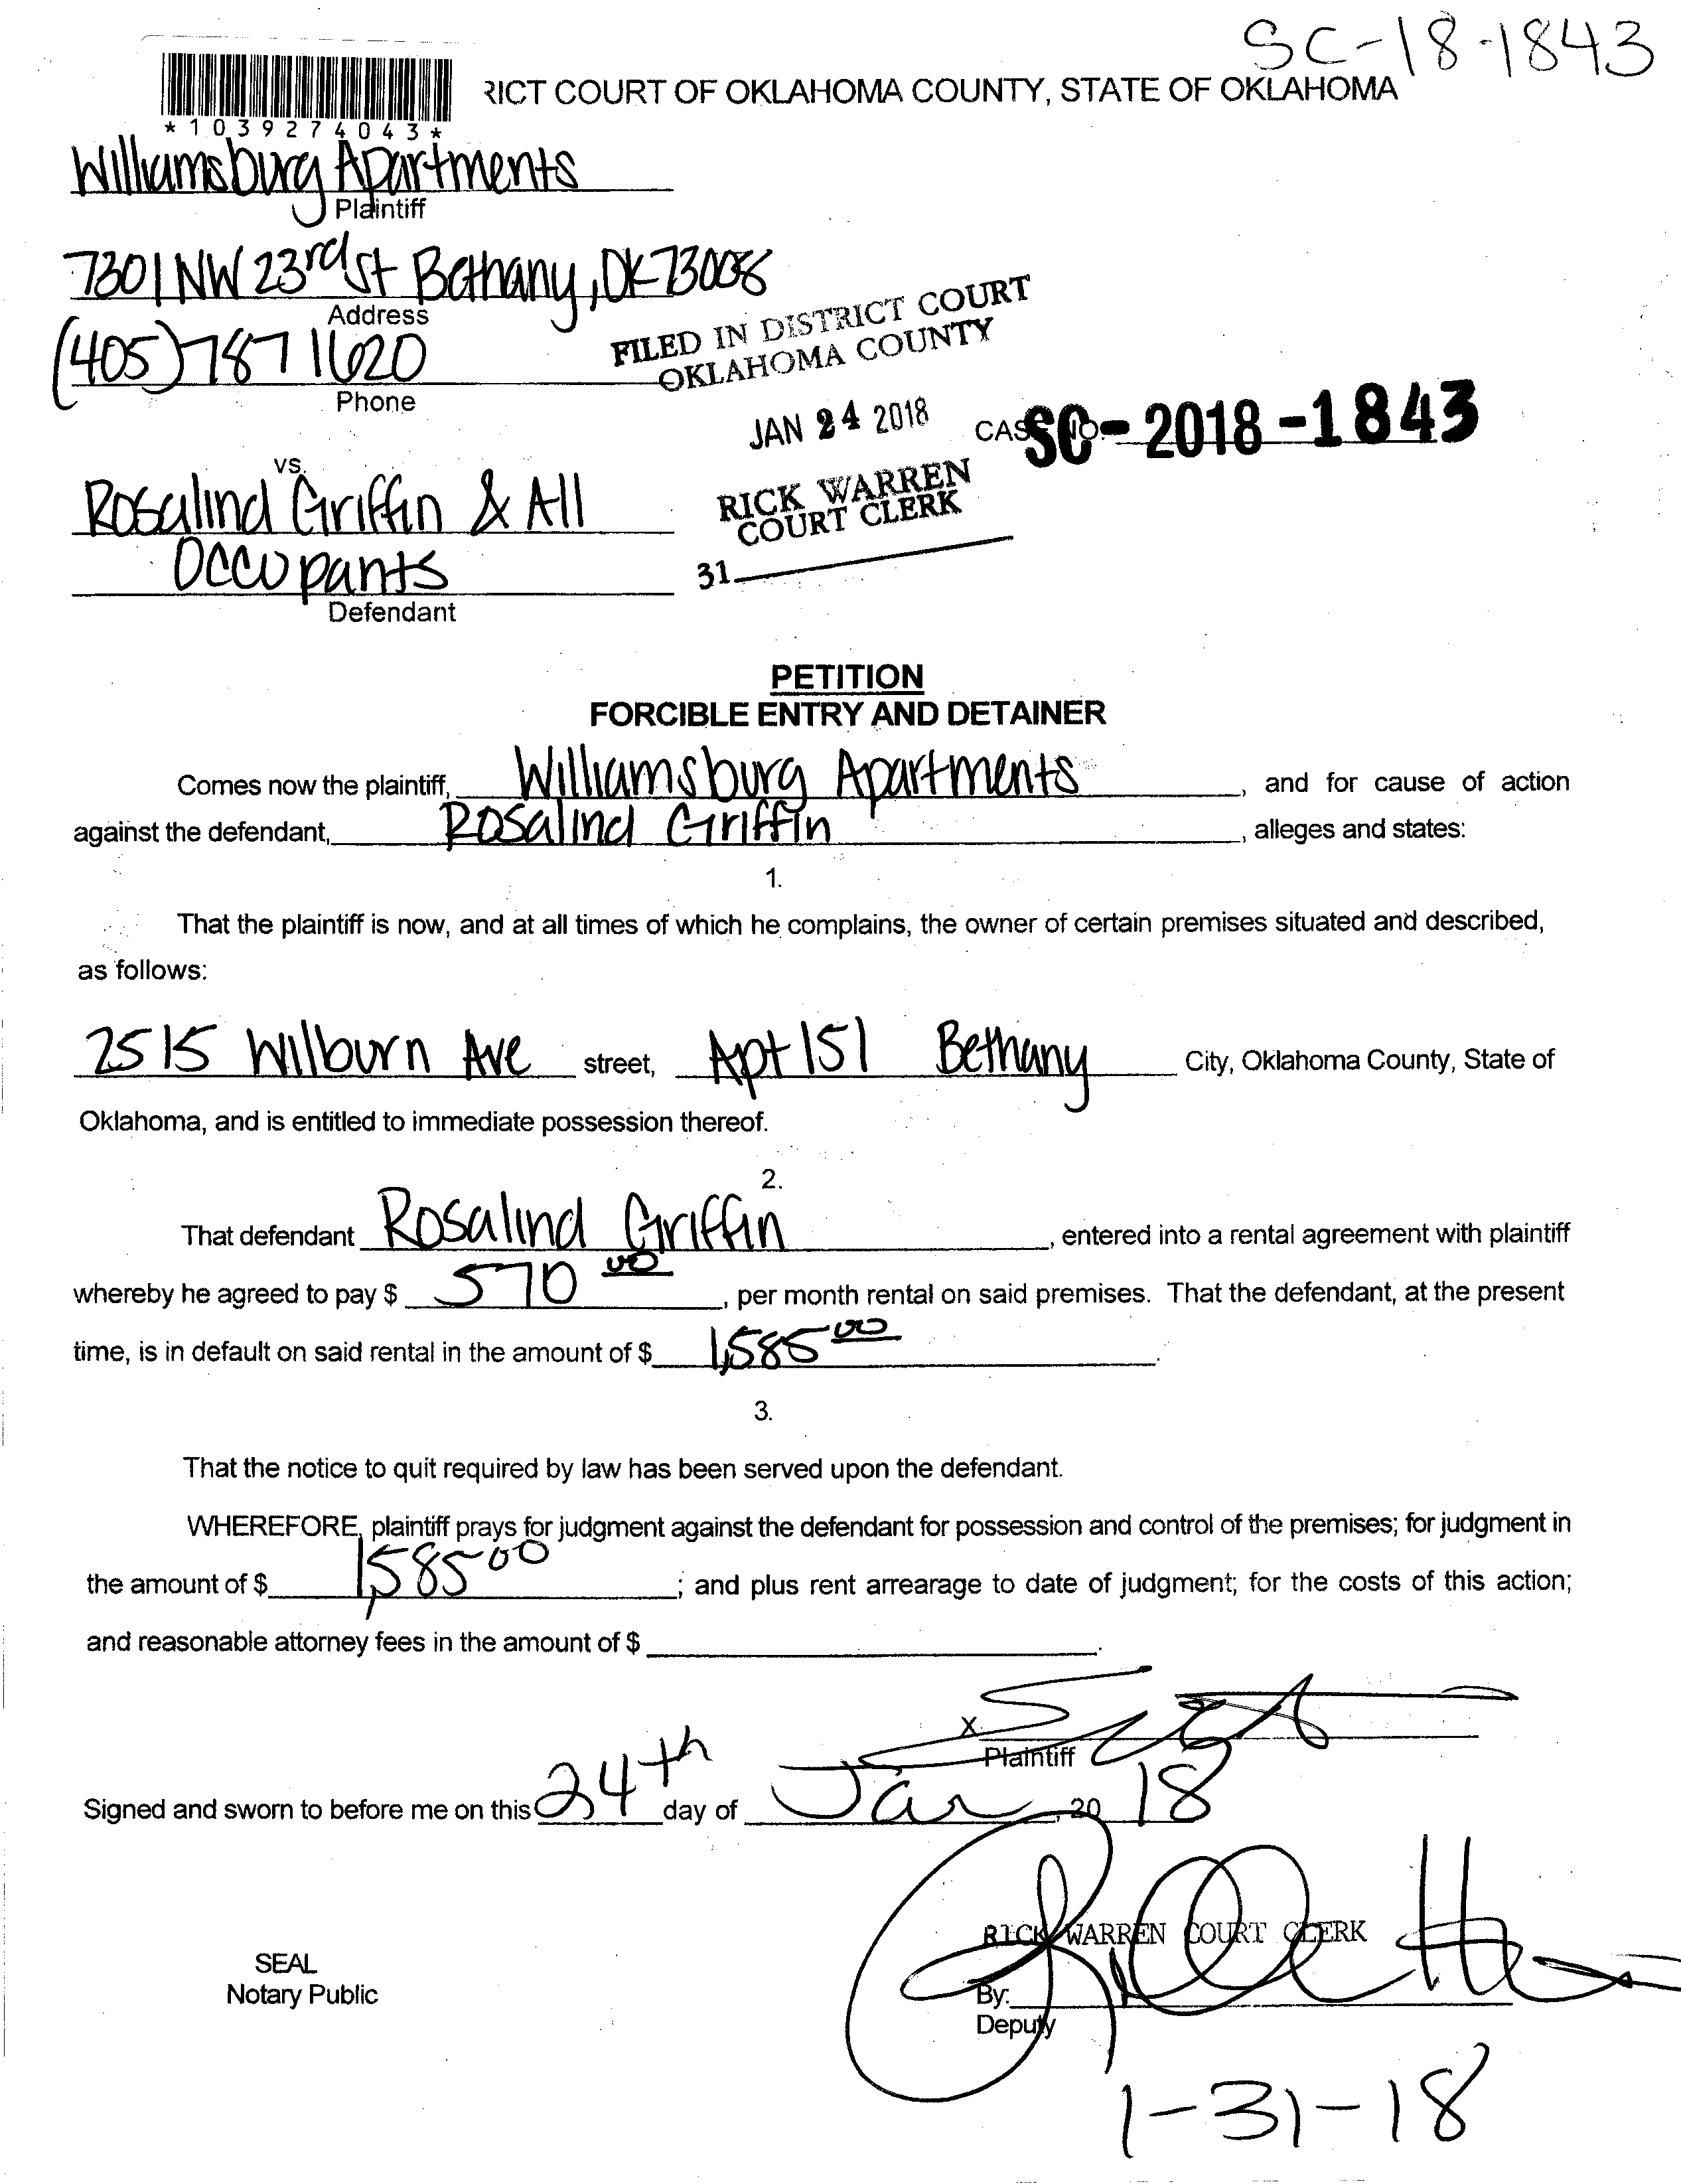 SC-18-1843
RICT COURT OF OKLAHOMA COUNTY, STATE OF OKLAHOMA
*1039274043*
Williamsburg Apartments
Plaintiff
7301 NW 23rd St Bethany, OK 73008
Address
(405) 787 1620
Phone
FILED IN DISTRICT COURT
OKLAHOMA COUNTY
JAN 24 2018
CASE NO. SC-2018-1843
RICK WARREN
COURT CLERK
31
vs.
Rosalind Griffin & All
Occupants
Defendant
PETITION
FORCIBLE ENTRY AND DETAINER
Comes now the plaintiff, Williamsburg Apartments, and for cause of action
against the defendant, Rosalind Griffin, alleges and states:
1.
That the plaintiff is now, and at all times of which he complains, the owner of certain premises situated and described,
as follows:
2515 Wilburn Ave street, Apt 151 Bethany City, Oklahoma County, State of
Oklahoma, and is entitled to immediate possession thereof.
2.
That defendant Rosalind Griffin, entered into a rental agreement with plaintiff
whereby he agreed to pay $ 570 00, per month rental on said premises. That the defendant, at the present
time, is in default on said rental in the amount of $ 1,585 00.
3.
That the notice to quit required by law has been served upon the defendant.
WHEREFORE, plaintiff prays for judgment against the defendant for possession and control of the premises; for judgment in
the amount of $ 1,585 00; and plus rent arrearage to date of judgment; for the costs of this action;
and reasonable attorney fees in the amount of $ .
X
Plaintiff
Signed and sworn to before me on this 24th day of Jan, 20 18
RICK WARREN COURT CLERK
SEAL
Notary Public
By:
Deputy
1-31-18